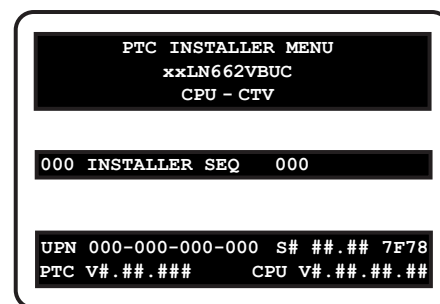 PTC INSTALLER MENU
xxLN662VBUC
CPU – CTV
000 INSTALLER SEQ 000
UPN 000-000-000-000 S# ##.## 7F78
PTC V#.##.### CPU V#.##.##.##